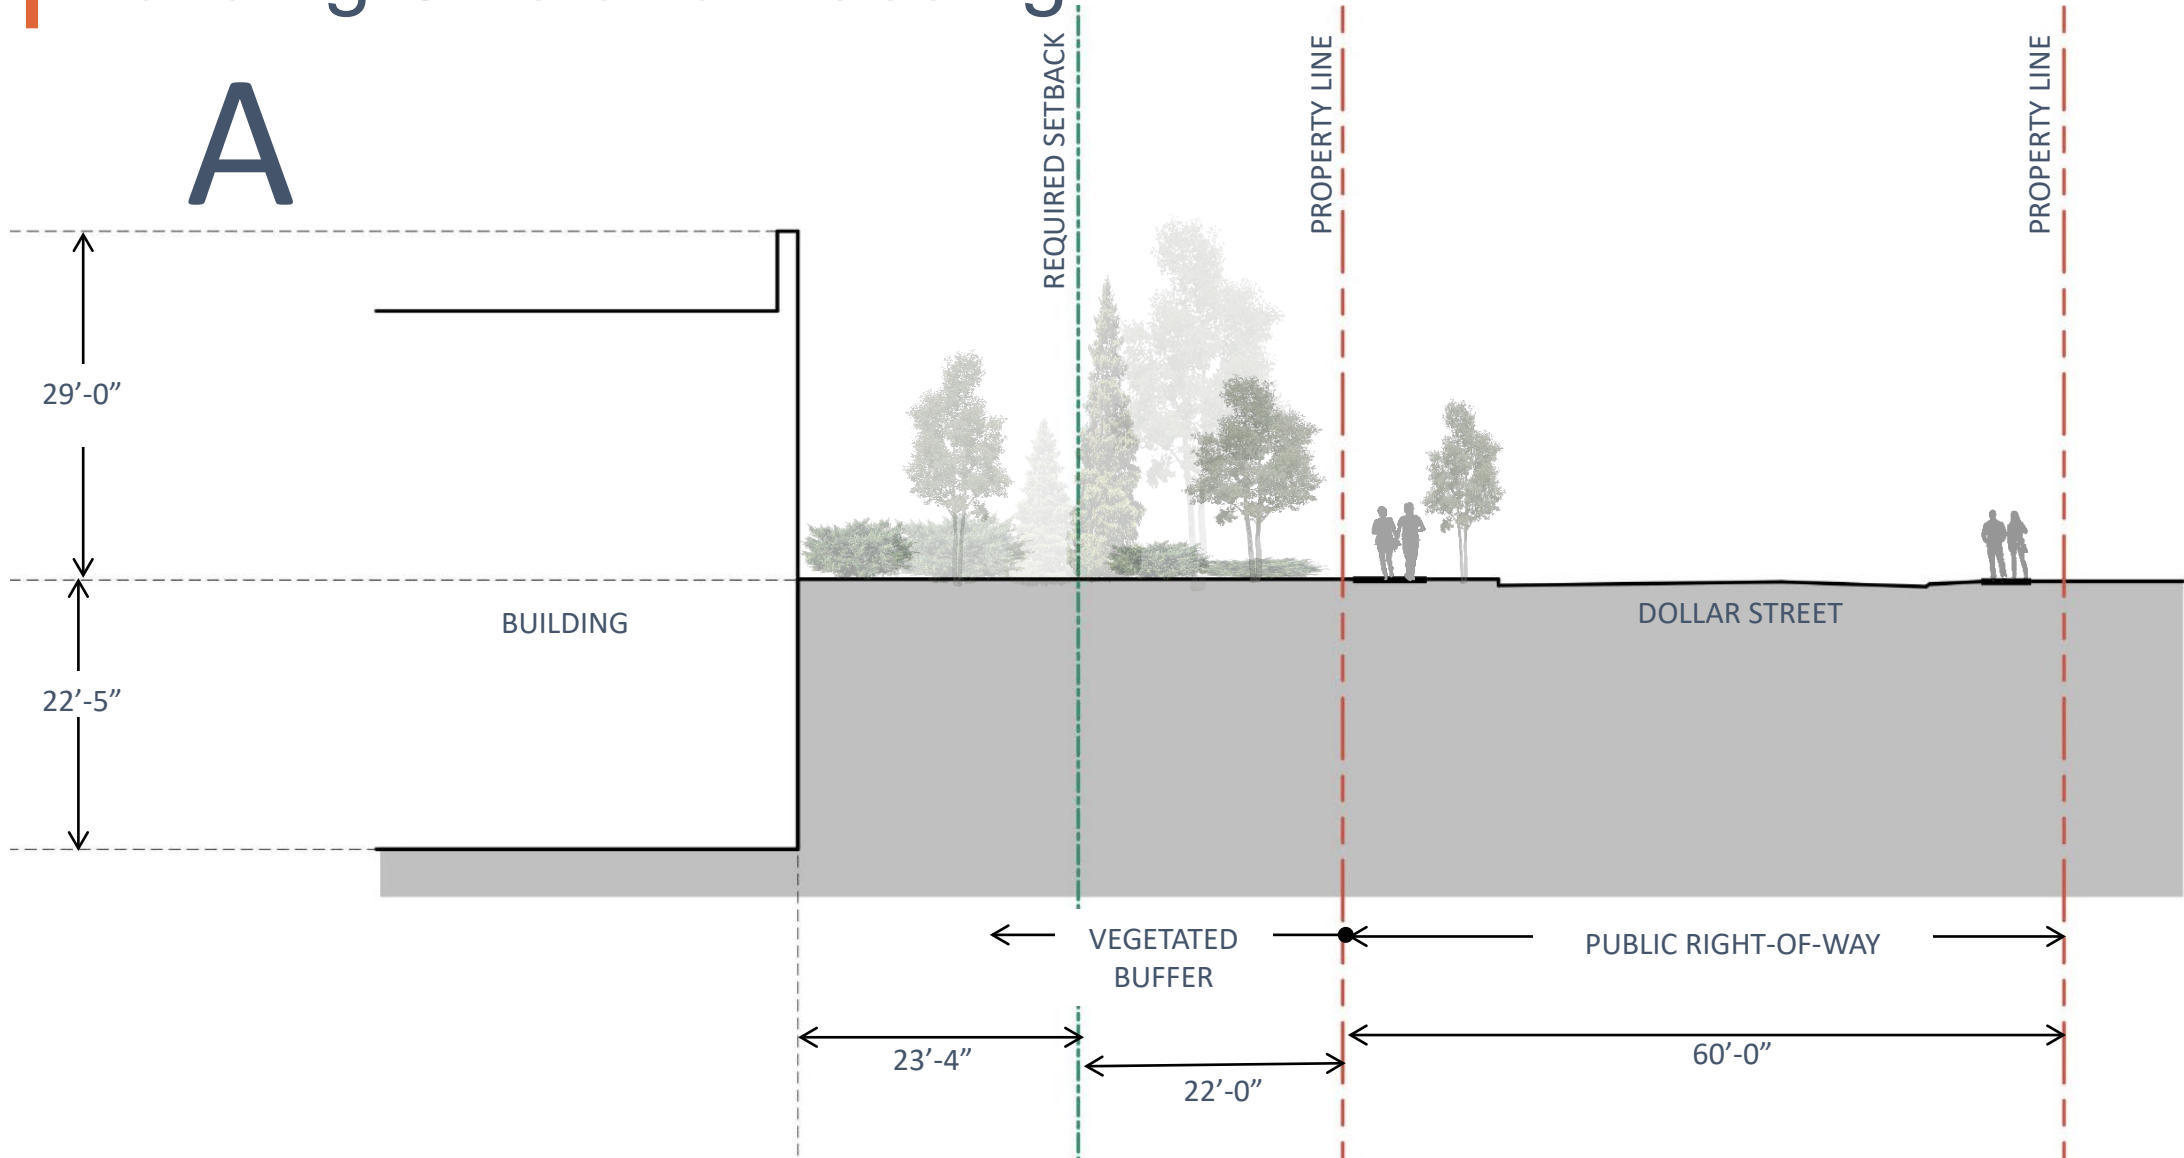 A
REQUIRED SETBACK
PROPERTY LINE
PROPERTY LINE
29’-0”
BUILDING
DOLLAR STREET
22’-5”
VEGETATED
BUFFER
PUBLIC RIGHT-OF-WAY
23’-4”
60’-0”
22’-0”